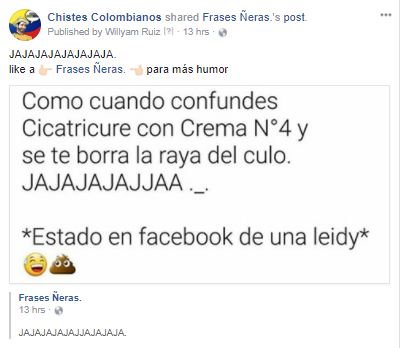 Chistes Colombianos shared Frases Ñeras.'s post.
Published by Willyam Ruiz [?] · 13 hrs ·
JAJAJAJAJAJAJAJA.
like a 👉🏻 Frases Ñeras. 👈🏻 para más humor
Como cuando confundes
Cicatricure con Crema N°4 y
se te borra la raya del culo.
JAJAJAJAJJAA ._.
*Estado en facebook de una leidy*
😅💩
Frases Ñeras.
13 hrs ·
JAJAJAJAJAJJAJAJAJA.